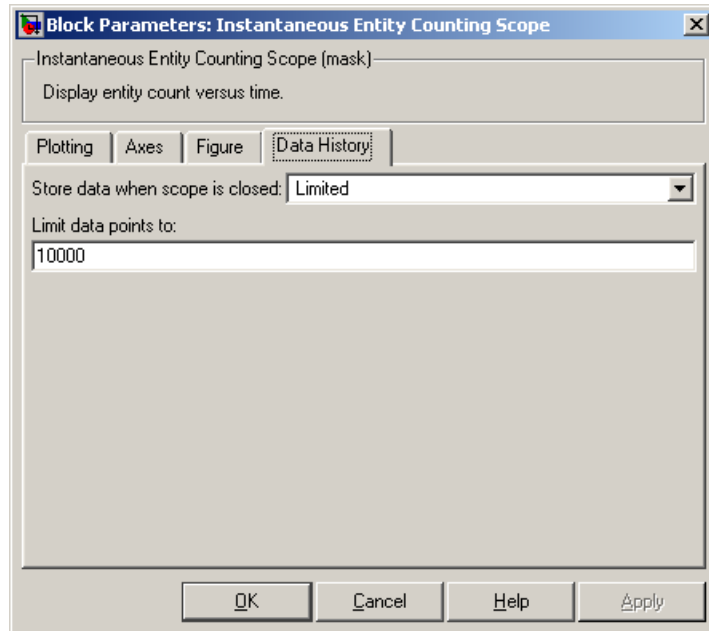 Block Parameters: Instantaneous Entity Counting Scope
Instantaneous Entity Counting Scope (mask)
Display entity count versus time.
Plotting Axes Figure Data History
Store data when scope is closed: Limited
Limit data points to:
10000
OK Cancel Help Apply